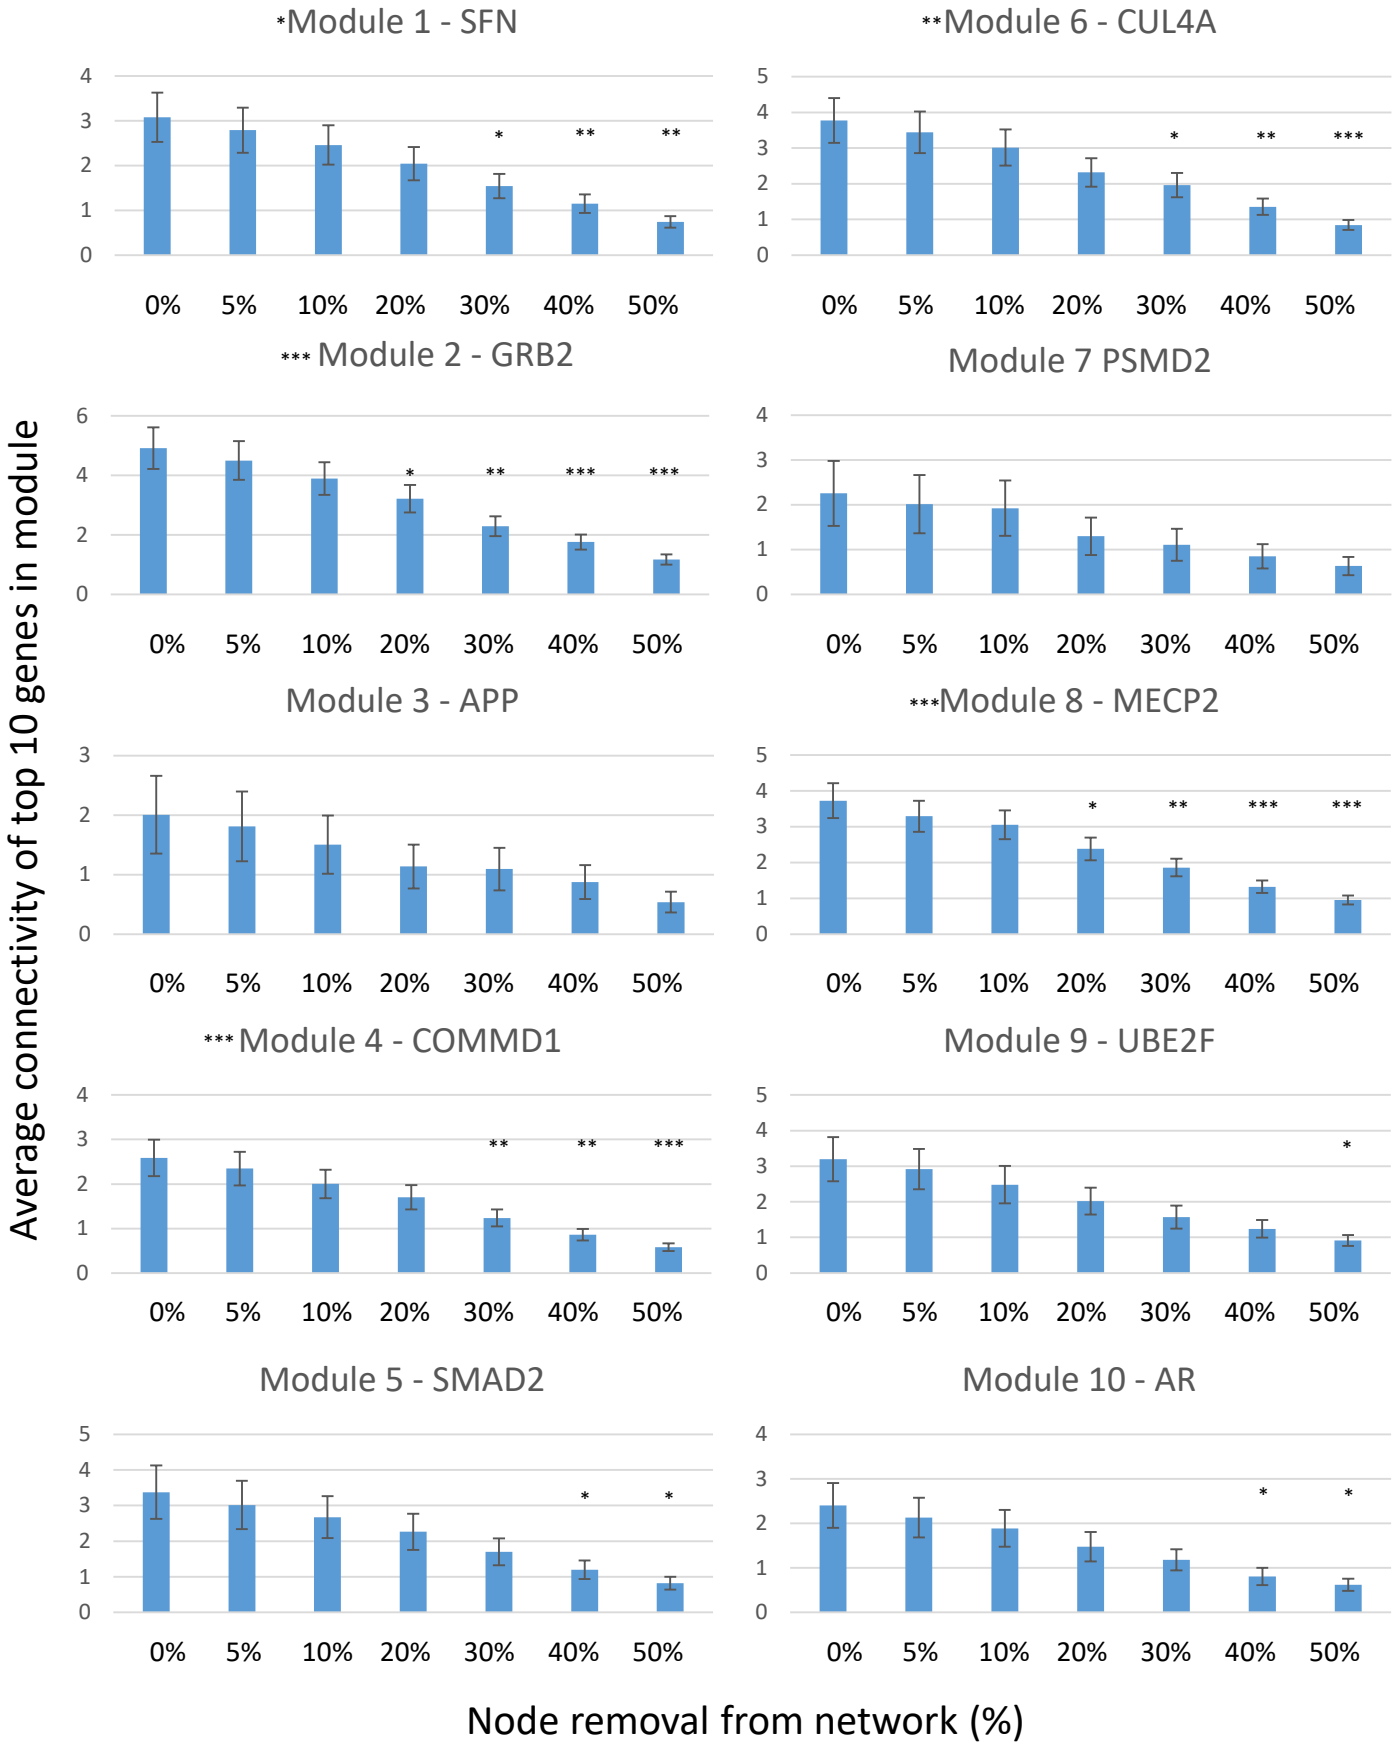 *Module 1 - SFN
4
3
2
1
0
* ** **
0% 5% 10% 20% 30% 40% 50%
**Module 6 - CUL4A
5
4
3
2
1
0
* ** ***
0% 5% 10% 20% 30% 40% 50%
*** Module 2 - GRB2
6
4
2
0
* ** *** ***
0% 5% 10% 20% 30% 40% 50%
Module 7 PSMD2
4
3
2
1
0
0% 5% 10% 20% 30% 40% 50%
Module 3 - APP
3
2
1
0
0% 5% 10% 20% 30% 40% 50%
***Module 8 - MECP2
5
4
3
2
1
0
* ** *** ***
0% 5% 10% 20% 30% 40% 50%
*** Module 4 - COMMD1
4
3
2
1
0
** ** ***
0% 5% 10% 20% 30% 40% 50%
Module 9 - UBE2F
5
4
3
2
1
0
*
0% 5% 10% 20% 30% 40% 50%
Module 5 - SMAD2
5
4
3
2
1
0
* *
0% 5% 10% 20% 30% 40% 50%
Module 10 - AR
4
3
2
1
0
* *
0% 5% 10% 20% 30% 40% 50%
Average connectivity of top 10 genes in module
Node removal from network (%)